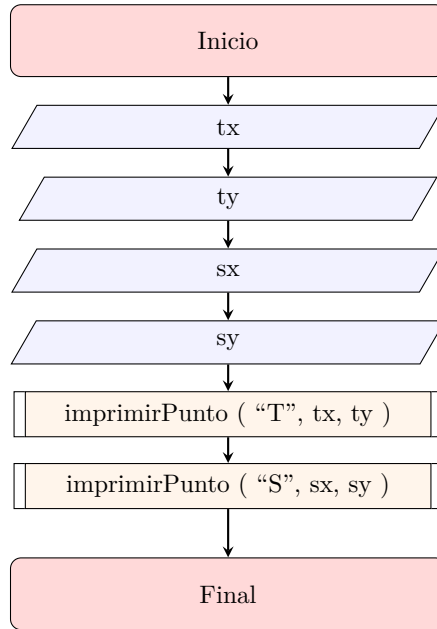 Inicio
tx
ty
sx
sy
imprimirPunto ( “T”, tx, ty )
imprimirPunto ( “S”, sx, sy )
Final